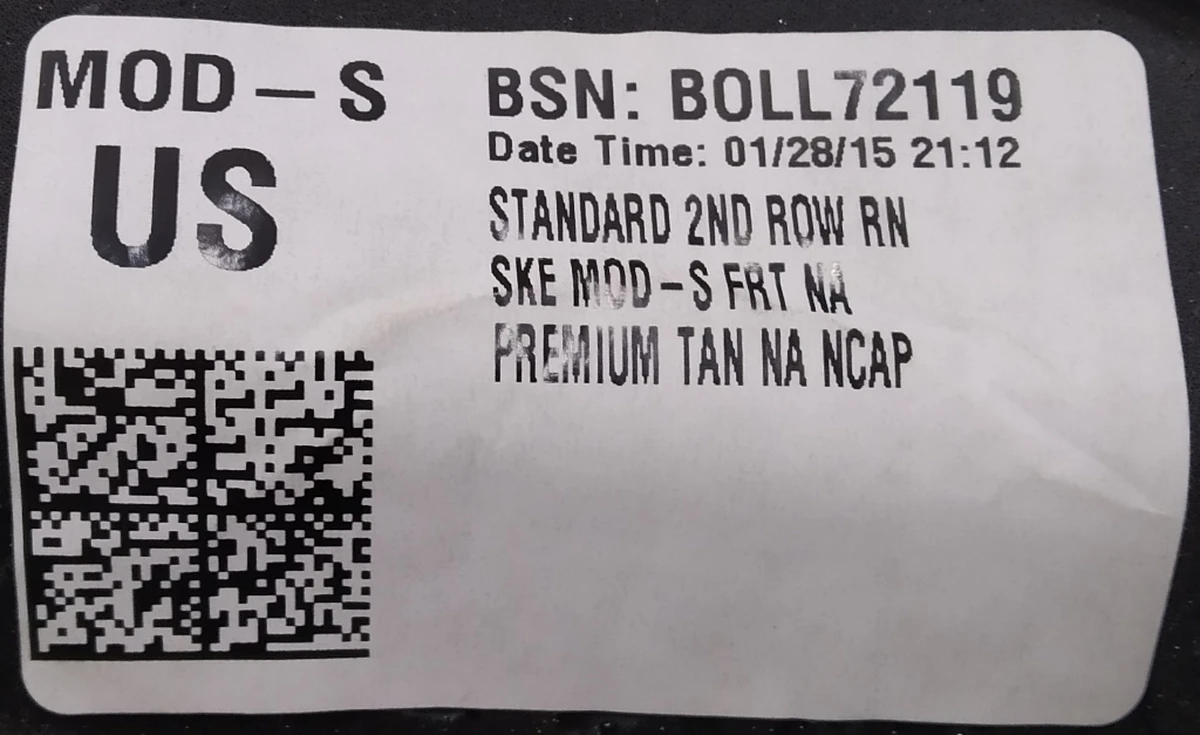 MOD-S
US
BSN: BOLL72119
Date Time: 01/28/15 21:12
STANDARD 2ND ROW RN
SKE MOD-S FRT NA
PREMIUM TAN NA NCAP